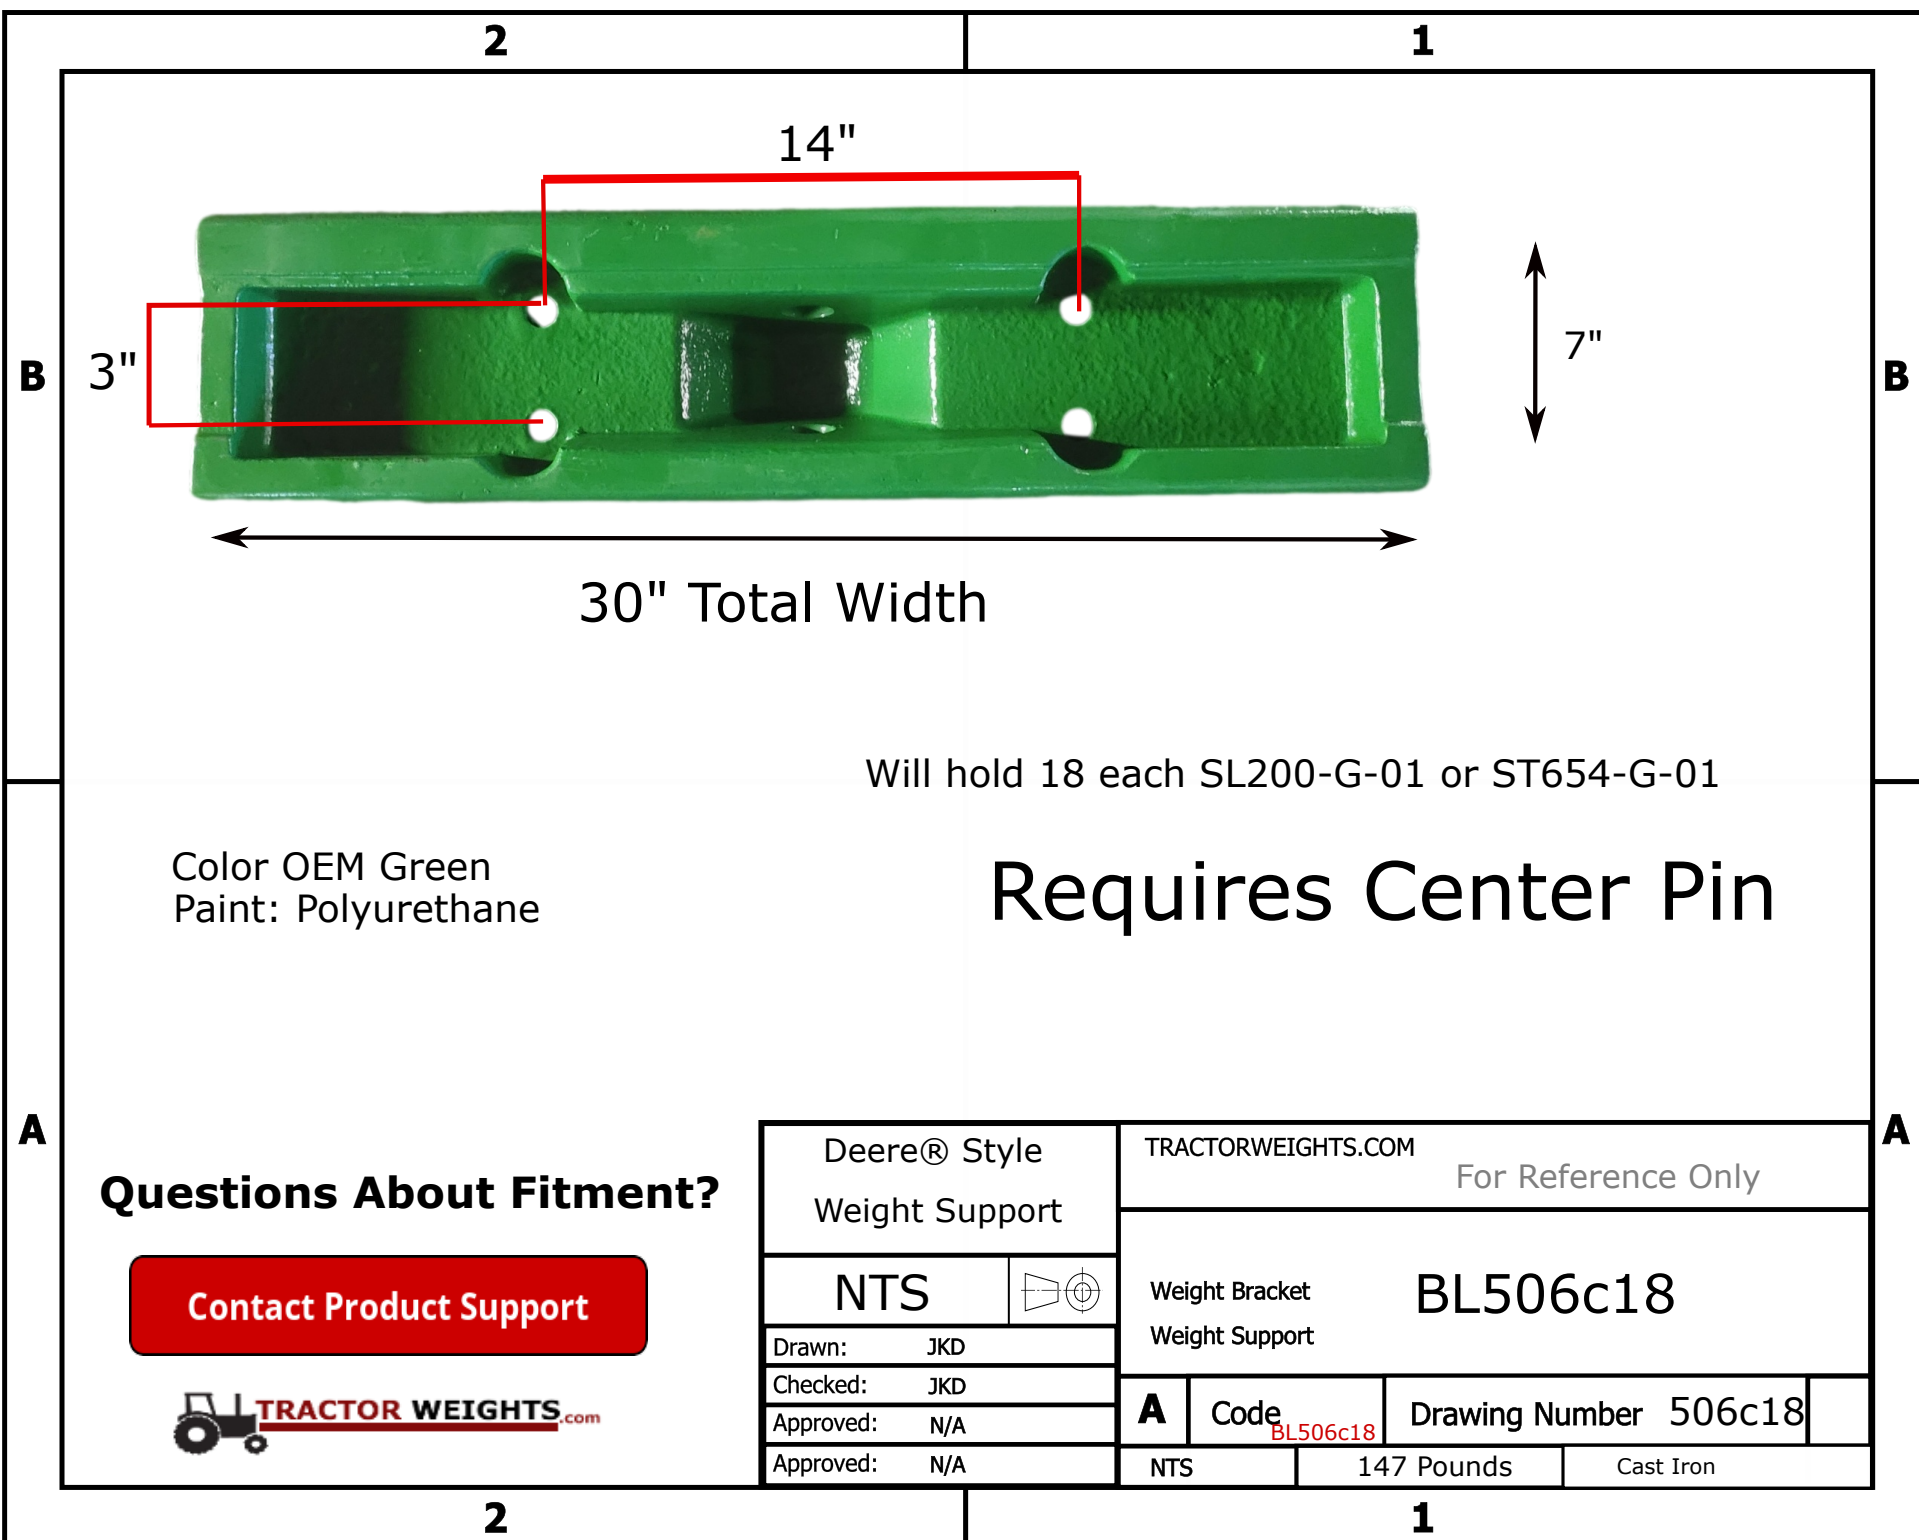 2
1
14"
3"
7"
B
B
30" Total Width
Will hold 18 each SL200-G-01 or ST654-G-01
Color OEM Green
Paint: Polyurethane
Requires Center Pin
A
A
Questions About Fitment?
Contact Product Support
TRACTOR WEIGHTS.com
Deere® Style
Weight Support
NTS
Drawn: JKD
Checked: JKD
Approved: N/A
Approved: N/A
TRACTORWEIGHTS.COM
For Reference Only
Weight Bracket
Weight Support
BL506c18
A
Code BL506c18
Drawing Number 506c18
NTS
147 Pounds
Cast Iron
2
1